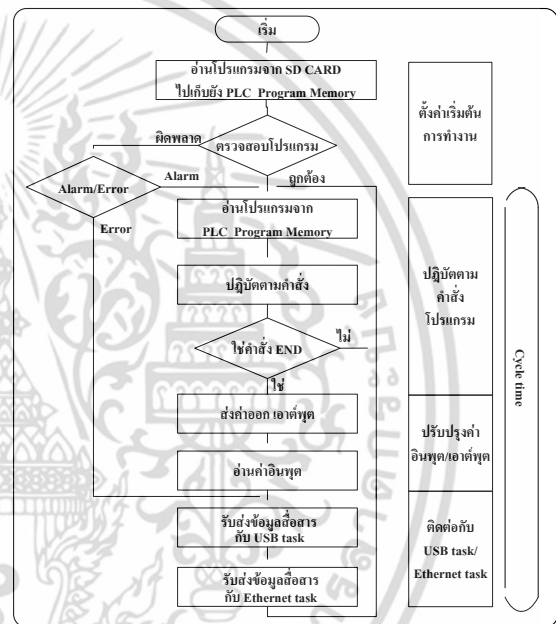 เริ่ม
อ่านโปรแกรมจาก SD CARD
ไปเก็บยัง PLC Program Memory
ตั้งค่าเริ่มต้น
การทำงาน
ผิดพลาด
ตรวจสอบโปรแกรม
Alarm/Error
Alarm
ถูกต้อง
Error
อ่านโปรแกรมจาก
PLC Program Memory
ปฎิบัตตามคำสั่ง
ปฎิบัตตาม
คำสั่ง
โปรแกรม
ใช่คำสั่ง END
ไม่
ใช่
Cycle time
ส่งค่าออก เอาต์พุต
อ่านค่าอินพุต
ปรับปรุงค่า
อินพุต/เอาต์พุต
รับส่งข้อมูลสื่อสาร
กับ USB task
รับส่งข้อมูลสื่อสาร
กับ Ethernet task
ติดต่อกับ
USB task/
Ethernet task